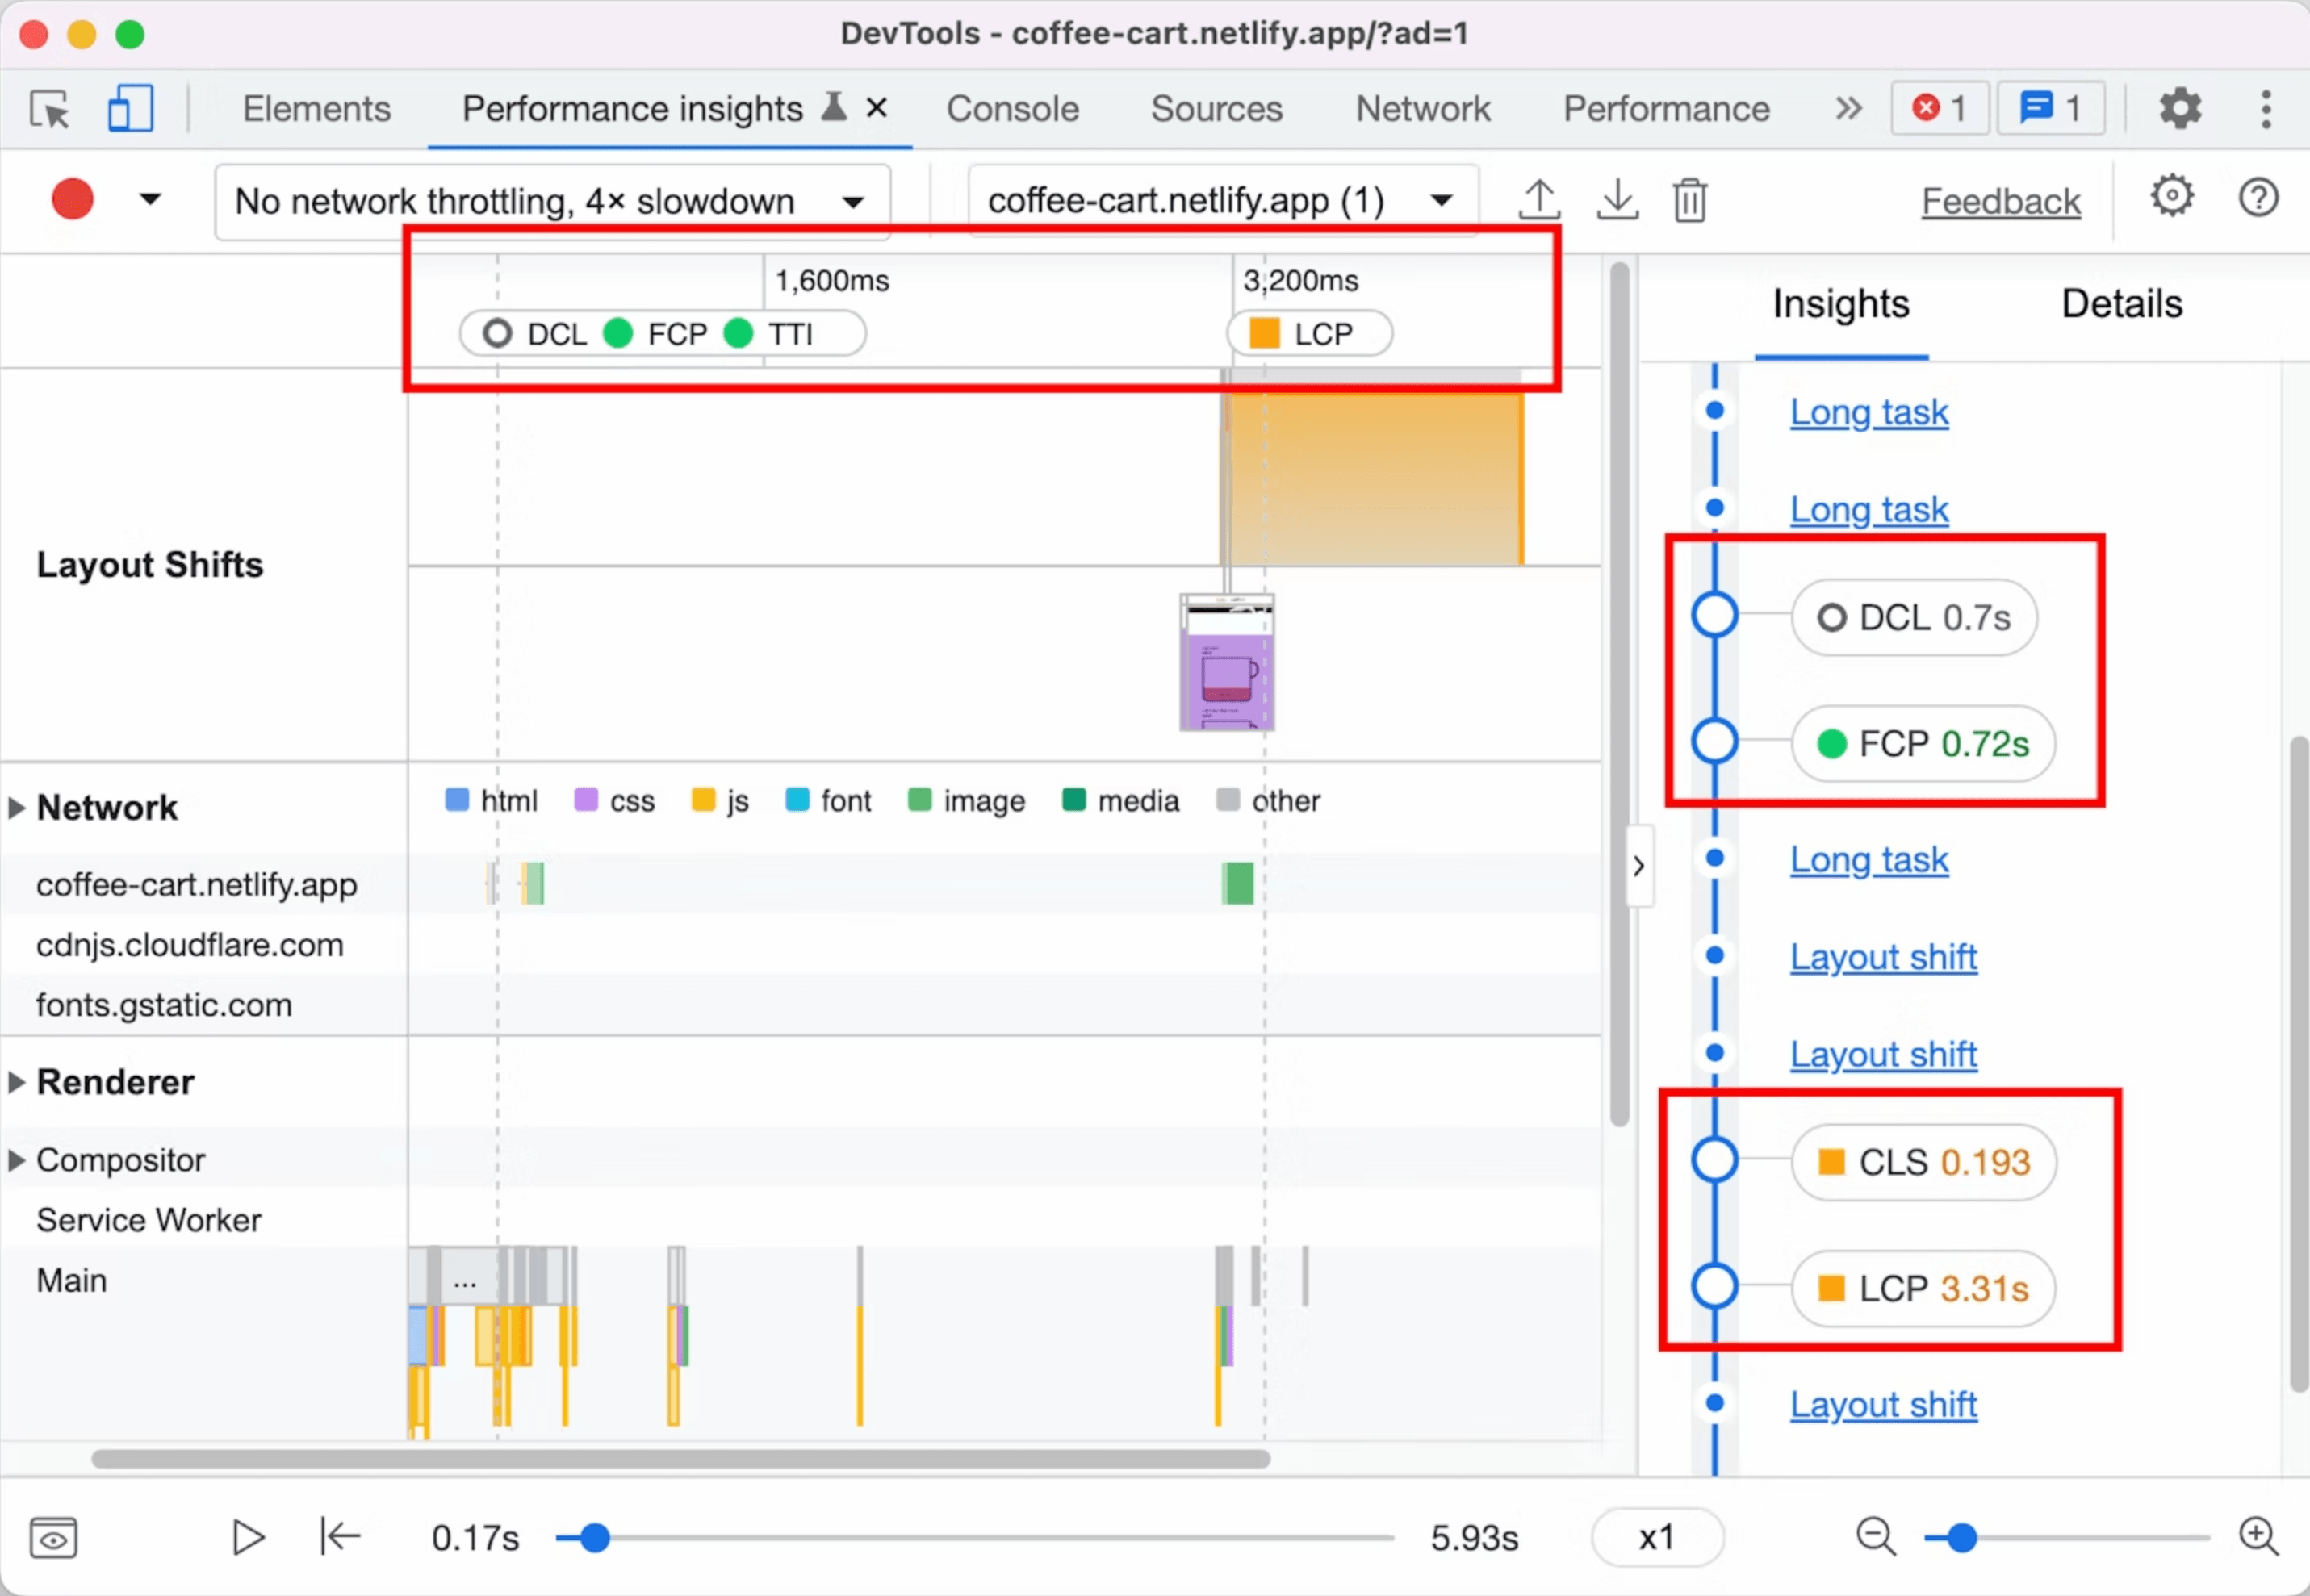 DevTools - coffee-cart.netlify.app/?ad=1
Elements Performance insights Console Sources Network Performance 1 1
No network throttling, 4× slowdown coffee-cart.netlify.app (1) Feedback
1,600ms 3,200ms
DCL FCP TTI LCP
Layout Shifts
Network
html css js font image media other
coffee-cart.netlify.app
cdnjs.cloudflare.com
fonts.gstatic.com
Renderer
Compositor
Service Worker
Main
...
Insights Details
Long task
Long task
DCL 0.7s
FCP 0.72s
Long task
Layout shift
Layout shift
CLS 0.193
LCP 3.31s
Layout shift
0.17s 5.93s x1